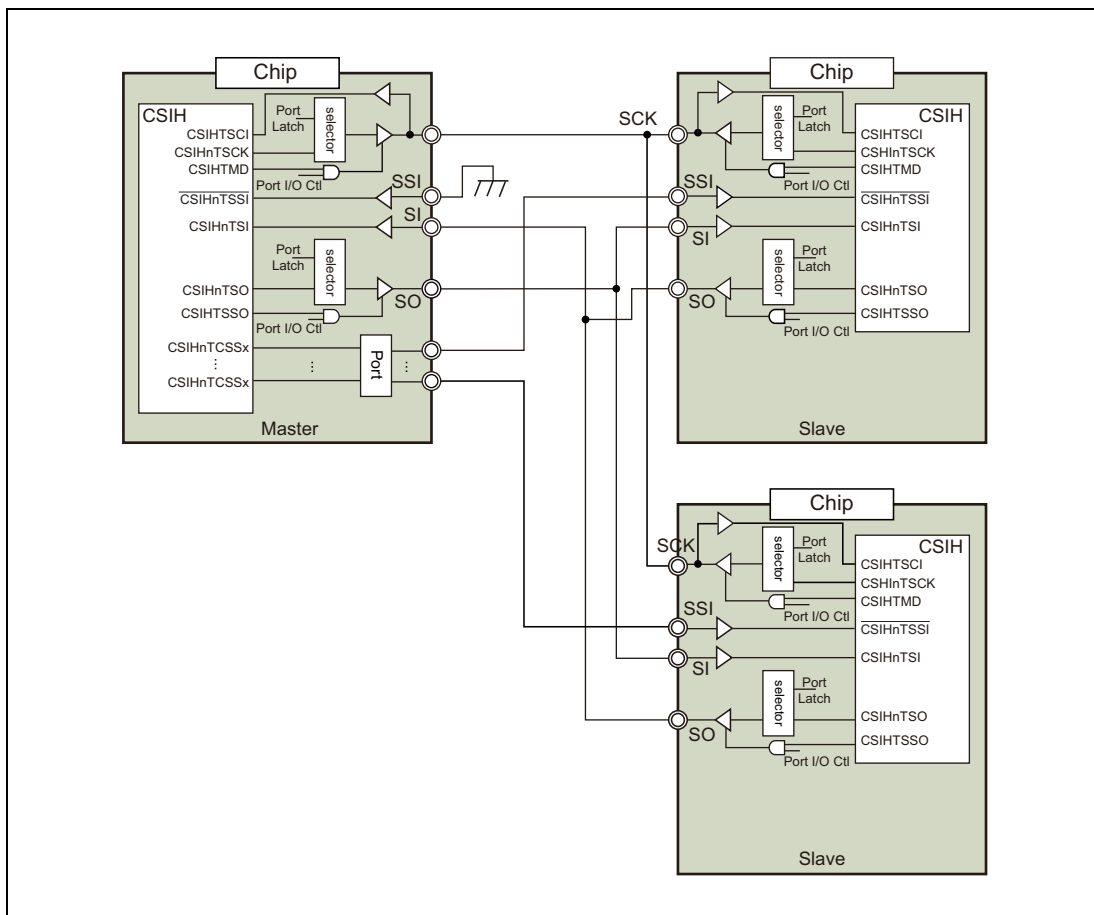 Chip
CSIH
CSIHTSCI
CSIHnTSCK
CSIHTMD
CSIHnTSSI
CSIHnTSI
CSIHnTSO
CSIHTSSO
CSIHnTCSSx
⋮
CSIHnTCSSx
Port
Latch
selector
Port I/O Ctl
Port
Latch
selector
Port I/O Ctl
⋮
Port
⋮
SSI
SI
SO
Master
Chip
SCK
SSI
SI
SO
Port
Latch
selector
Port I/O Ctl
selector
Port
Latch
Port I/O Ctl
CSIH
CSIHTSCI
CSHInTSCK
CSIHTMD
CSIHnTSSI
CSIHnTSI
CSIHnTSO
CSIHTSSO
Slave
Chip
SCK
SSI
SI
SO
selector
Port
Latch
Port I/O Ctl
selector
Port
Latch
Port I/O Ctl
CSIH
CSIHTSCI
CSHInTSCK
CSIHTMD
CSIHnTSSI
CSIHnTSI
CSIHnTSO
CSIHTSSO
Slave